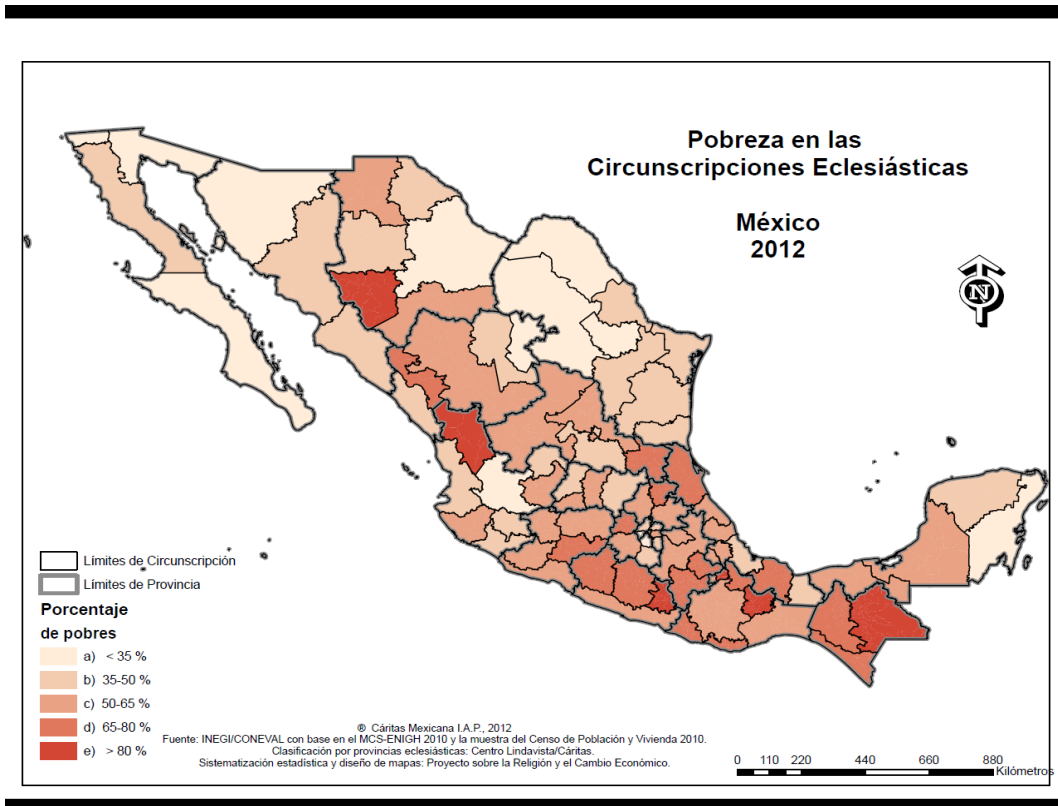 Pobreza en las
Circunscripciones Eclesiásticas
México
2012
N
Límites de Circunscripción
Límites de Provincia
Porcentaje
de pobres
a) < 35 %
b) 35-50 %
c) 50-65 %
d) 65-80 %
e) > 80 %
® Cáritas Mexicana I.A.P., 2012
Fuente: INEGI/CONEVAL con base en el MCS-ENIGH 2010 y la muestra del Censo de Población y Vivienda 2010.
Clasificación por provincias eclesiásticas: Centro Lindavista/Cáritas.
Sistematización estadística y diseño de mapas: Proyecto sobre la Religión y el Cambio Económico.
0 110 220 440 660 880
Kilómetros